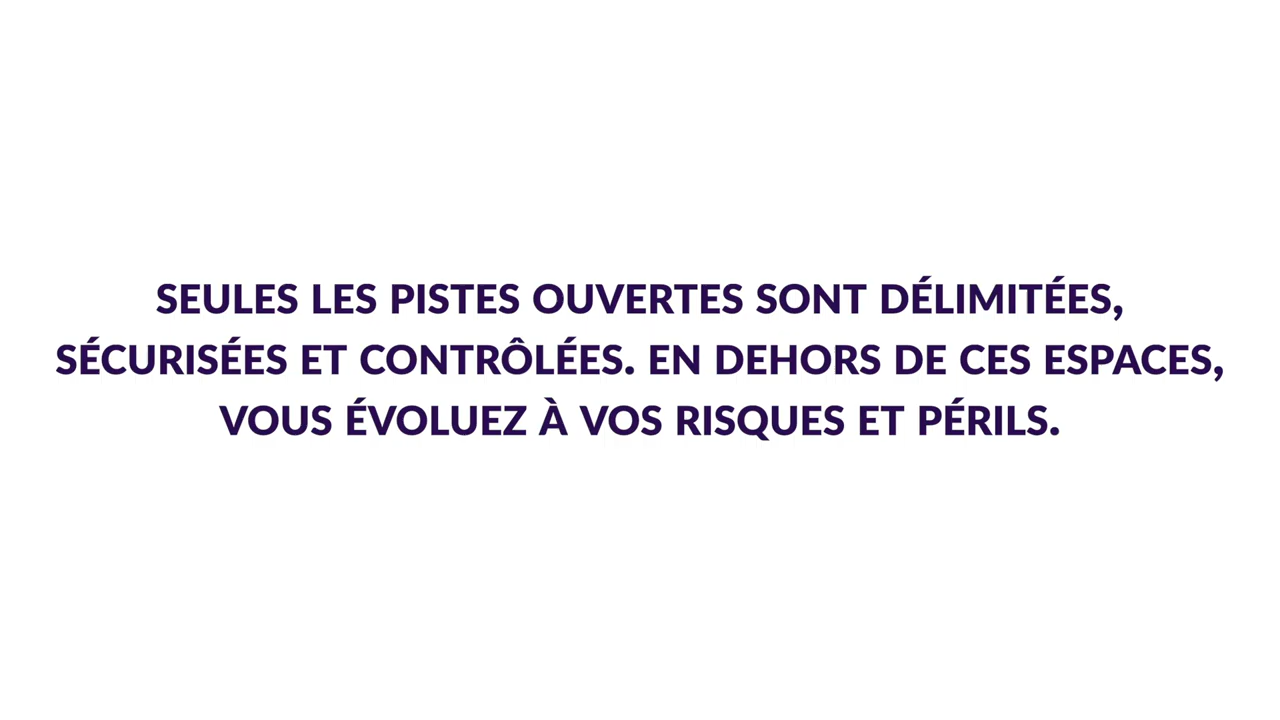 SEULES LES PISTES OUVERTES SONT DÉLIMITÉES,
SÉCURISÉES ET CONTRÔLÉES. EN DEHORS DE CES ESPACES,
VOUS ÉVOLUEZ À VOS RISQUES ET PÉRILS.